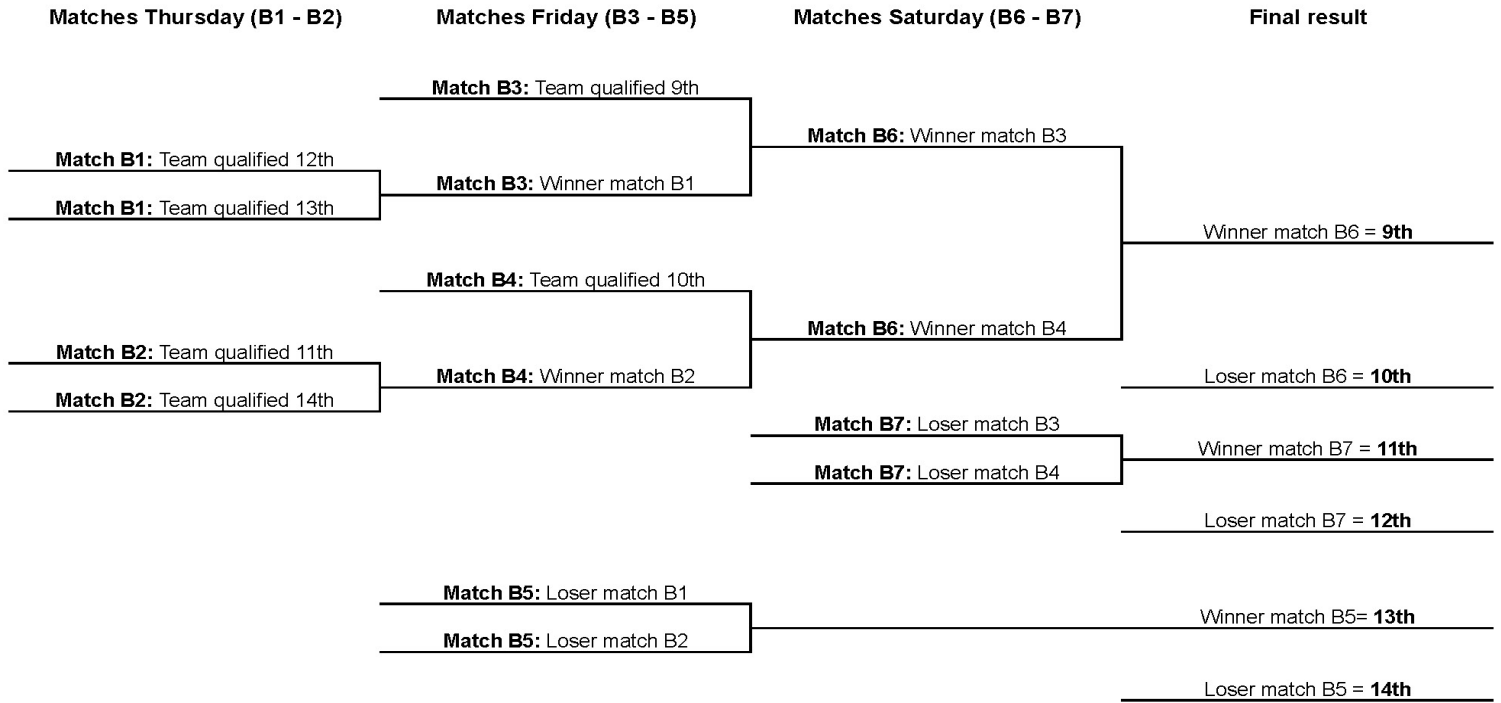 Matches Thursday (B1 - B2)
Matches Friday (B3 - B5)
Matches Saturday (B6 - B7)
Final result
Match B3: Team qualified 9th
Match B6: Winner match B3
Match B1: Team qualified 12th
Match B3: Winner match B1
Match B1: Team qualified 13th
Winner match B6 = 9th
Match B4: Team qualified 10th
Match B6: Winner match B4
Match B2: Team qualified 11th
Match B4: Winner match B2
Loser match B6 = 10th
Match B2: Team qualified 14th
Match B7: Loser match B3
Winner match B7 = 11th
Match B7: Loser match B4
Loser match B7 = 12th
Match B5: Loser match B1
Winner match B5= 13th
Match B5: Loser match B2
Loser match B5 = 14th